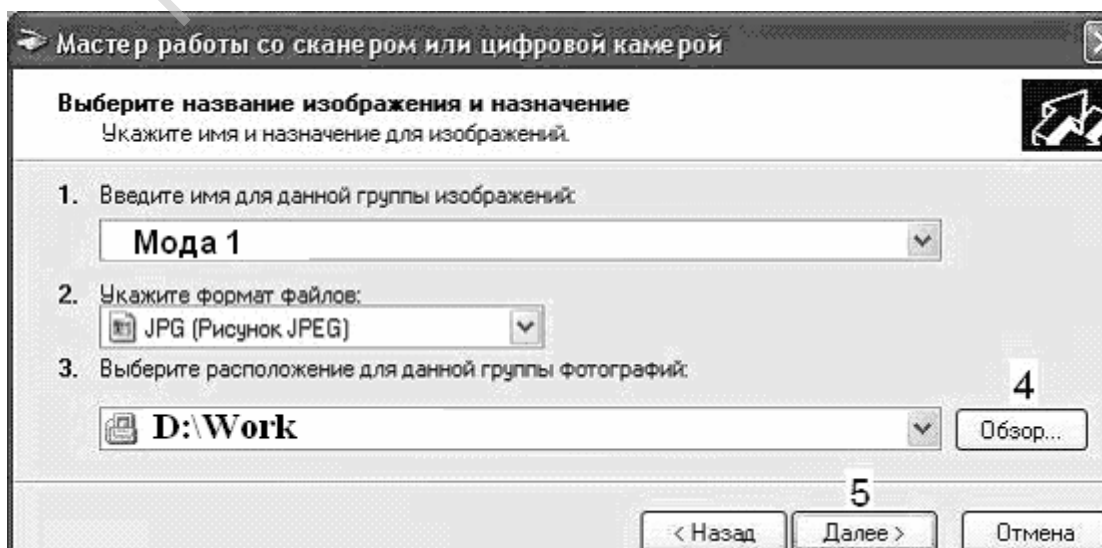 Мастер работы со сканером или цифровой камерой
Выберите название изображения и назначение
Укажите имя и назначение для изображений.
1. Введите имя для данной группы изображений:
Мода 1
2. Укажите формат файлов:
JPG (Рисунок JPEG)
3. Выберите расположение для данной группы фотографий:
4
D:\Work Обзор...
5
< Назад Далее > Отмена